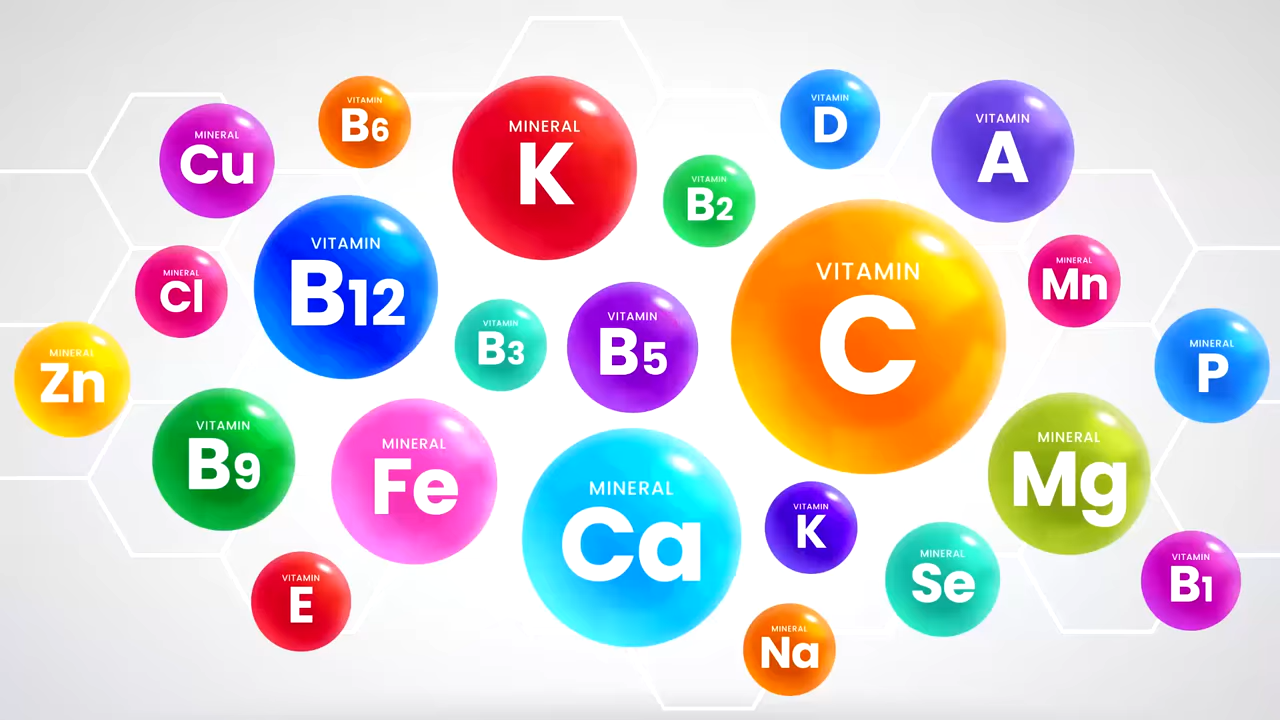 MINERAL
Cu
VITAMIN
B6
MINERAL
K
VITAMIN
B2
VITAMIN
D
VITAMIN
A
MINERAL
Cl
VITAMIN
B12
VITAMIN
B3
VITAMIN
B5
VITAMIN
C
MINERAL
Mn
MINERAL
P
MINERAL
Zn
VITAMIN
B9
MINERAL
Fe
MINERAL
Ca
VITAMIN
K
MINERAL
Mg
VITAMIN
E
MINERAL
Na
MINERAL
Se
VITAMIN
B1